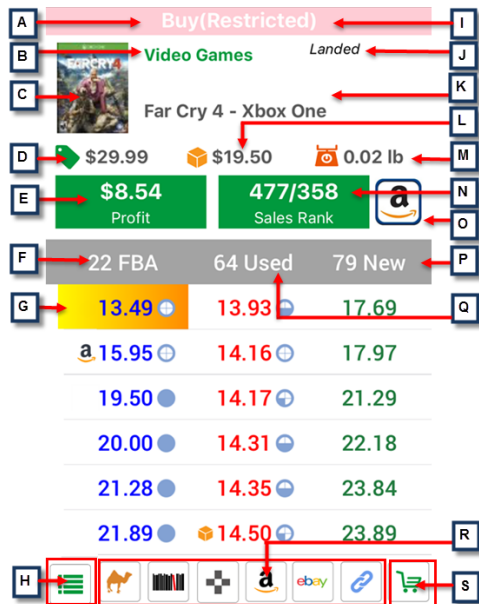 A Buy(Restricted) I
B Video Games Landed J
C FARCRY4 K
Far Cry 4 - Xbox One L
D $29.99 $19.50 0.02 lb M
E $8.54 477/358 N
Profit Sales Rank a O
F 22 FBA 64 Used 79 New P
G 13.49 13.93 17.69 Q
a 15.95 14.16 17.97
19.50 14.17 21.29
20.00 14.31 22.18
21.28 14.35 23.84
21.89 14.50 23.89 R
H a ebay S